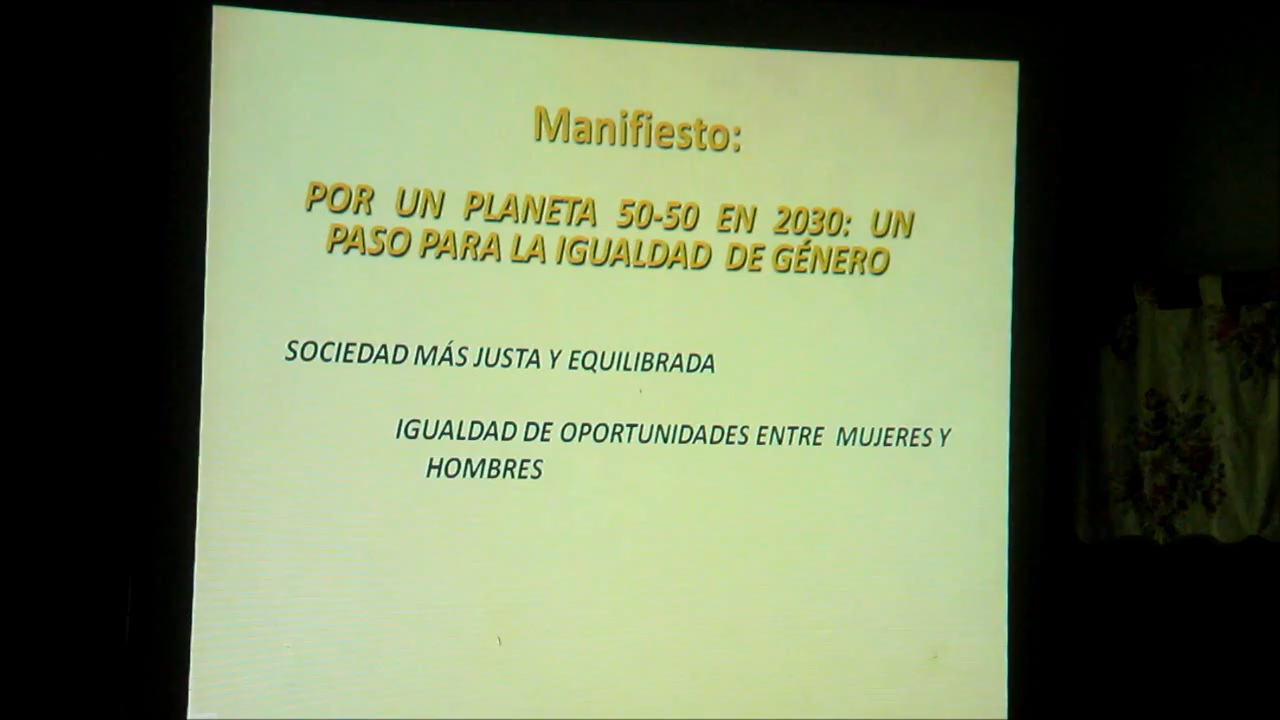 Manifiesto:
POR UN PLANETA 50-50 EN 2030: UN
PASO PARA LA IGUALDAD DE GÉNERO
SOCIEDAD MÁS JUSTA Y EQUILIBRADA
IGUALDAD DE OPORTUNIDADES ENTRE MUJERES Y
HOMBRES